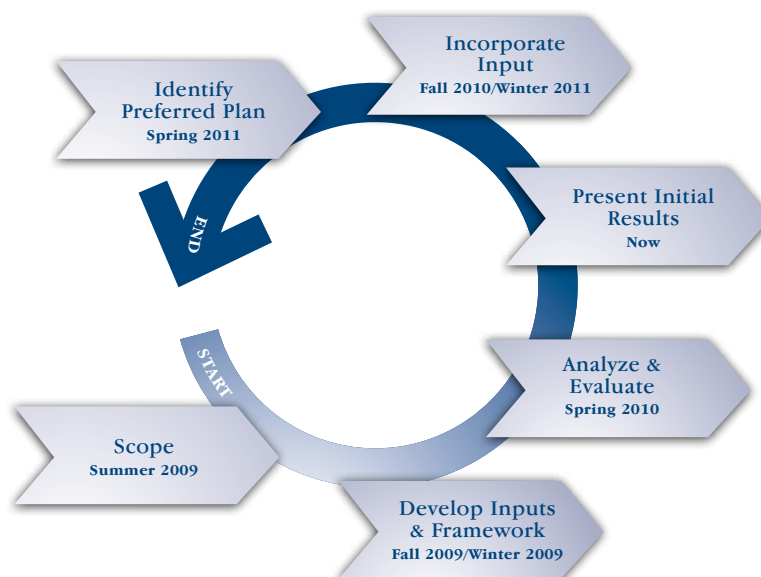 START
Scope
Summer 2009
Develop Inputs
& Framework
Fall 2009/Winter 2009
Analyze &
Evaluate
Spring 2010
Present Initial
Results
Now
Incorporate
Input
Fall 2010/Winter 2011
Identify
Preferred Plan
Spring 2011
END